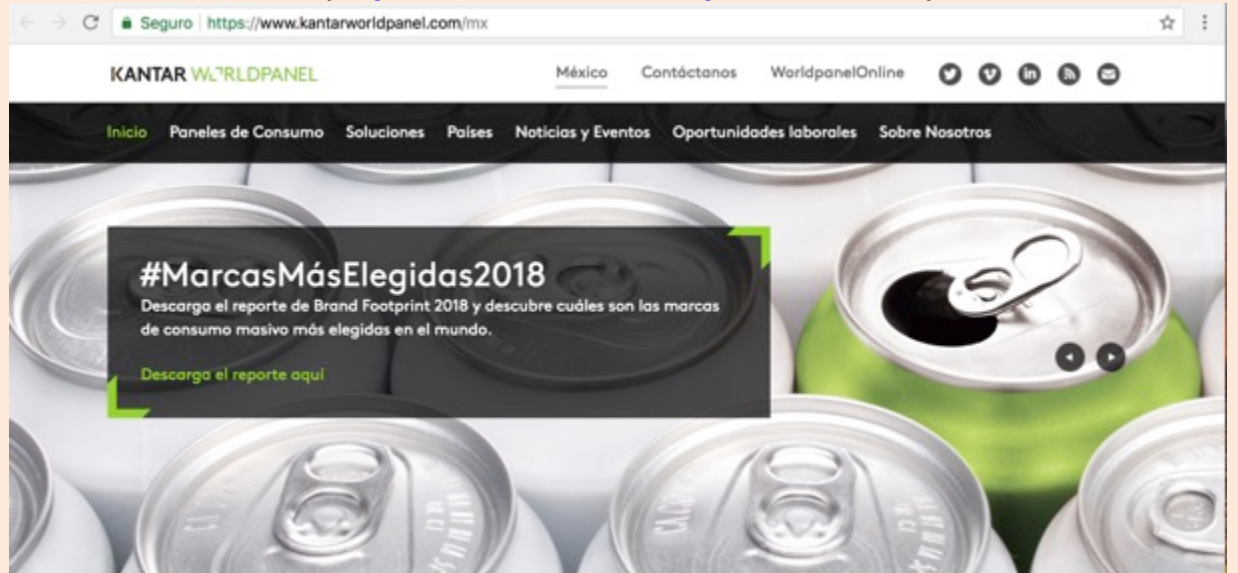 Seguro https://www.kantarworldpanel.com/mx
KANTAR WORLDPANEL
México Contáctanos WorldpanelOnline
Inicio Paneles de Consumo Soluciones Países Noticias y Eventos Oportunidades laborales Sobre Nosotros
#MarcasMásElegidas2018
Descarga el reporte de Brand Footprint 2018 y descubre cuáles son las marcas
de consumo masivo más elegidas en el mundo.
Descarga el reporte aquí